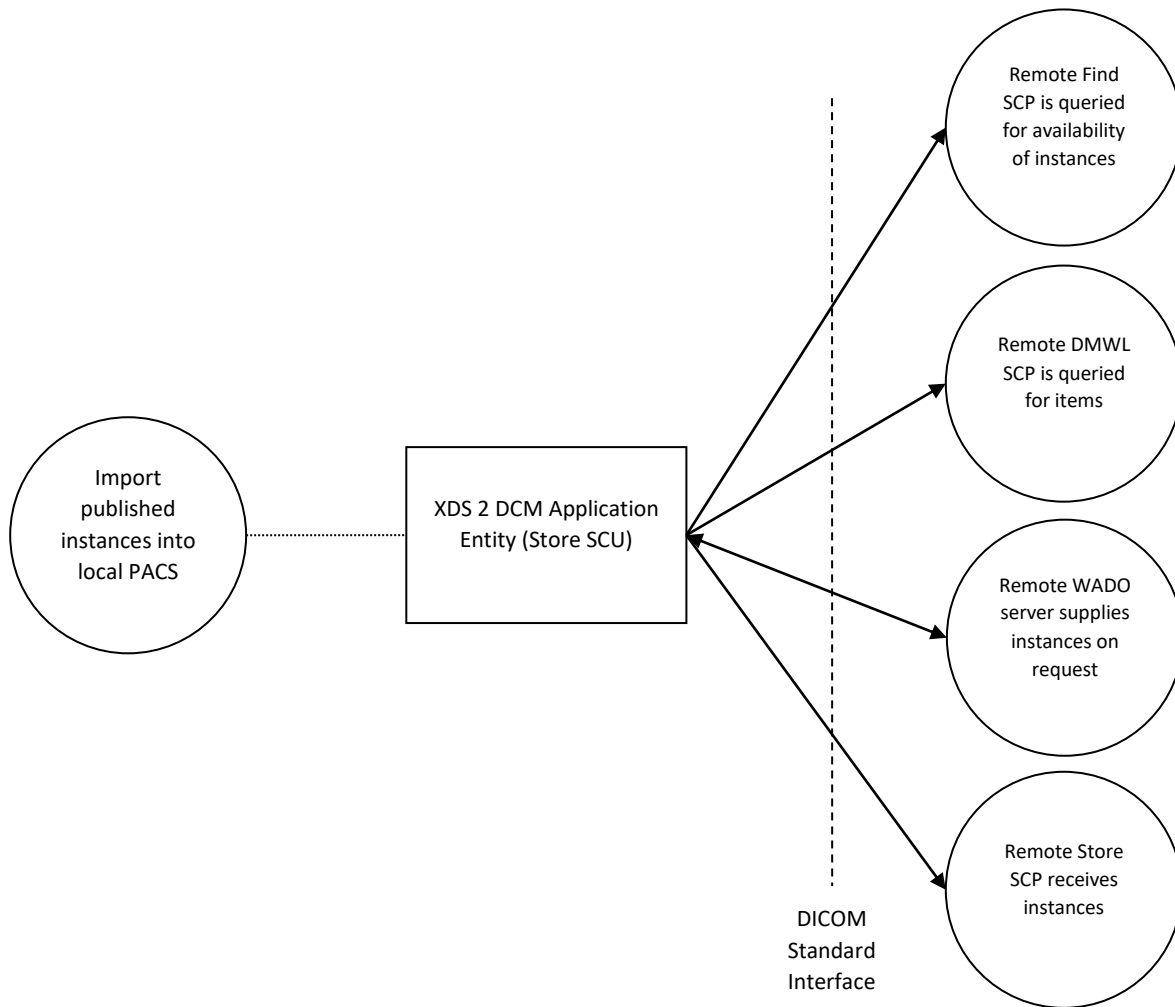 Remote Find
SCP is queried
for availability
of instances
Remote DMWL
SCP is queried
for items
Import
published
instances into
local PACS
XDS 2 DCM Application
Entity (Store SCU)
Remote WADO
server supplies
instances on
request
Remote Store
SCP receives
instances
DICOM
Standard
Interface